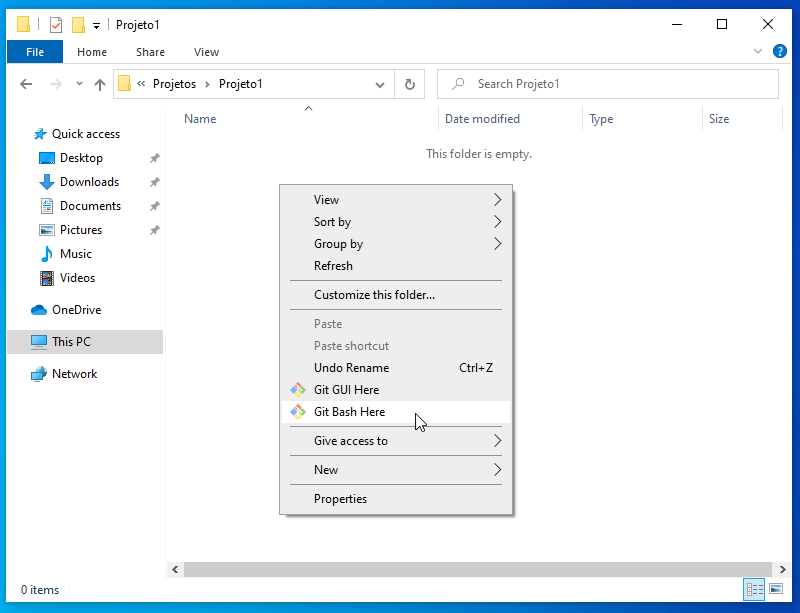 Projeto1
File Home Share View
« Projetos › Projeto1
Search Projeto1
Name Date modified Type Size
This folder is empty.
Quick access
Desktop
Downloads
Documents
Pictures
Music
Videos
OneDrive
This PC
Network
View
Sort by
Group by
Refresh
Customize this folder...
Paste
Paste shortcut
Undo Rename Ctrl+Z
Git GUI Here
Git Bash Here
Give access to
New
Properties
0 items